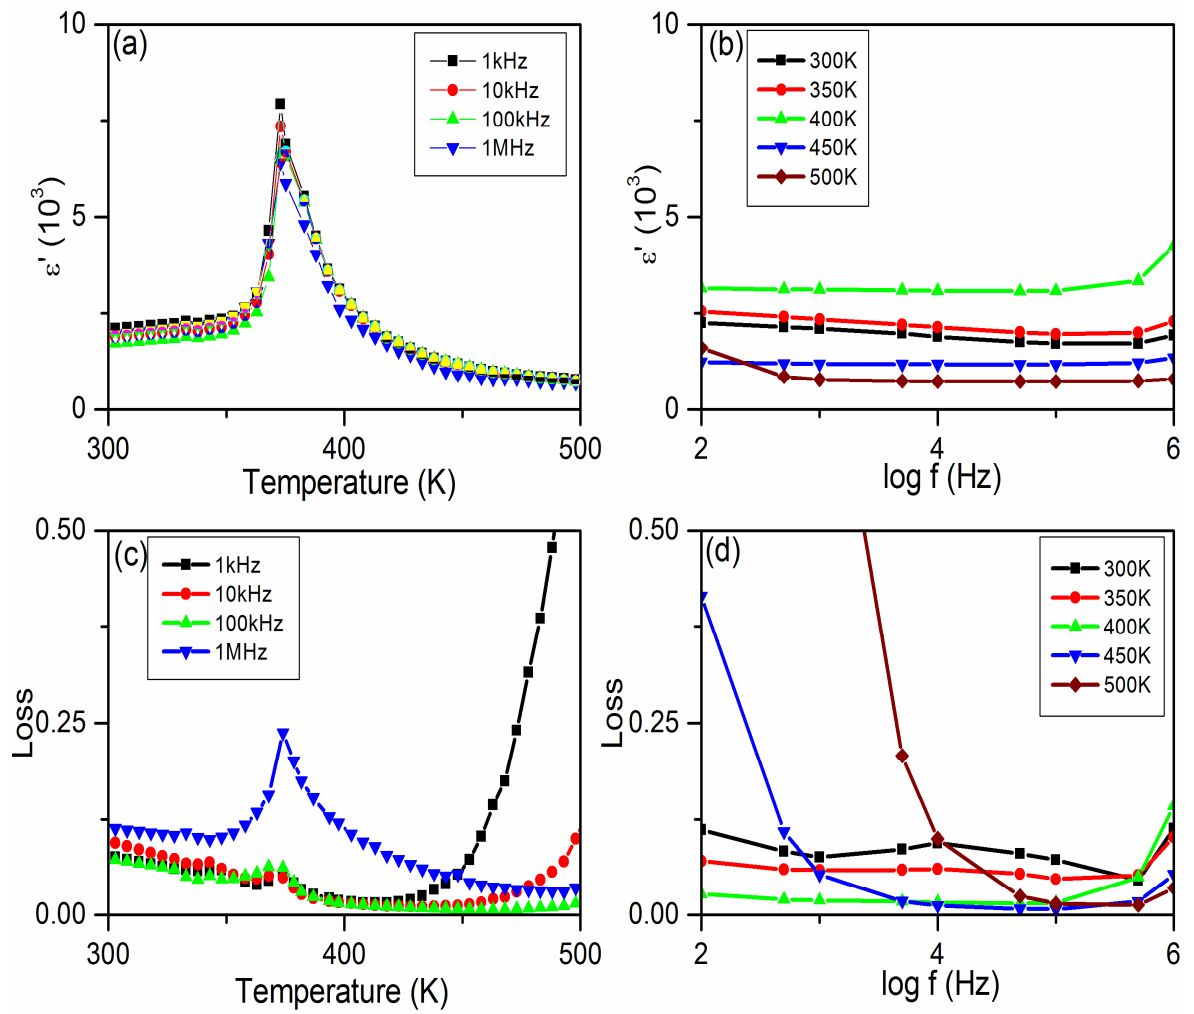 (a)
1kHz
10kHz
100kHz
1MHz
10
5
0
ε' (10³)
300
400
500
Temperature (K)
(b)
300K
350K
400K
450K
500K
10
5
0
ε' (10³)
2
4
6
log f (Hz)
(c)
1kHz
10kHz
100kHz
1MHz
0.50
0.25
0.00
Loss
300
400
500
Temperature (K)
(d)
300K
350K
400K
450K
500K
0.50
0.25
0.00
Loss
2
4
6
log f (Hz)